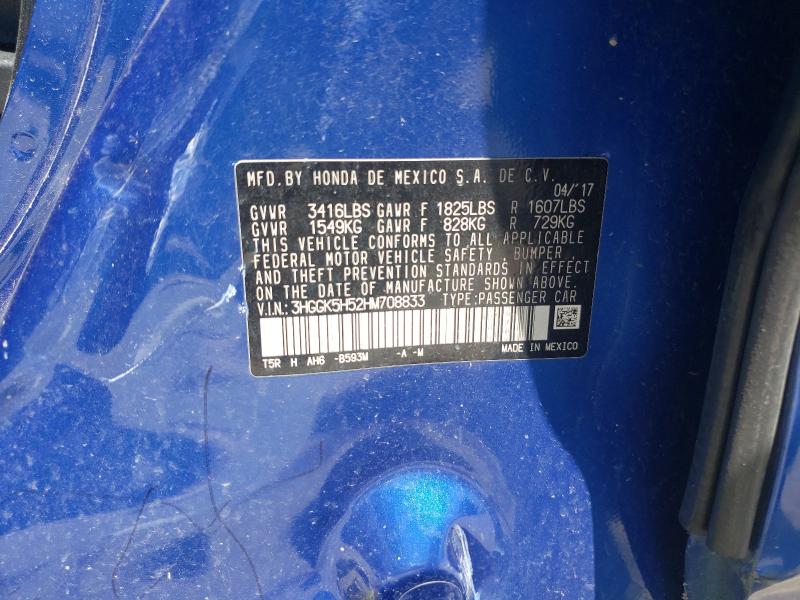 MFD.BY HONDA DE MEXICO S.A. DE C.V.
04/'17
GVWR 3416LBS GAWR F 1825LBS R 1607LBS
GVWR 1549KG GAWR F 828KG R 729KG
THIS VEHICLE CONFORMS TO ALL APPLICABLE
FEDERAL MOTOR VEHICLE SAFETY, BUMPER,
AND THEFT PREVENTION STANDARDS IN EFFECT
ON THE DATE OF MANUFACTURE SHOWN ABOVE.
V.I.N.:3HGGK5H52HM708833 TYPE:PASSENGER CAR
T5R H AH6 -B593M -A -M MADE IN MEXICO